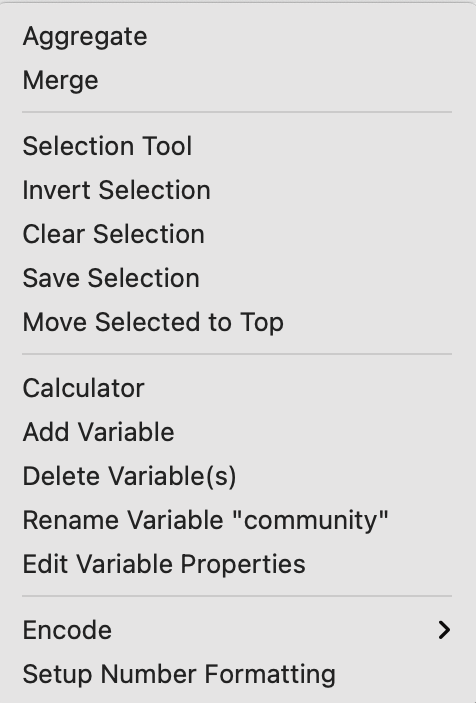 Aggregate
Merge
Selection Tool
Invert Selection
Clear Selection
Save Selection
Move Selected to Top
Calculator
Add Variable
Delete Variable(s)
Rename Variable "community"
Edit Variable Properties
Encode
Setup Number Formatting